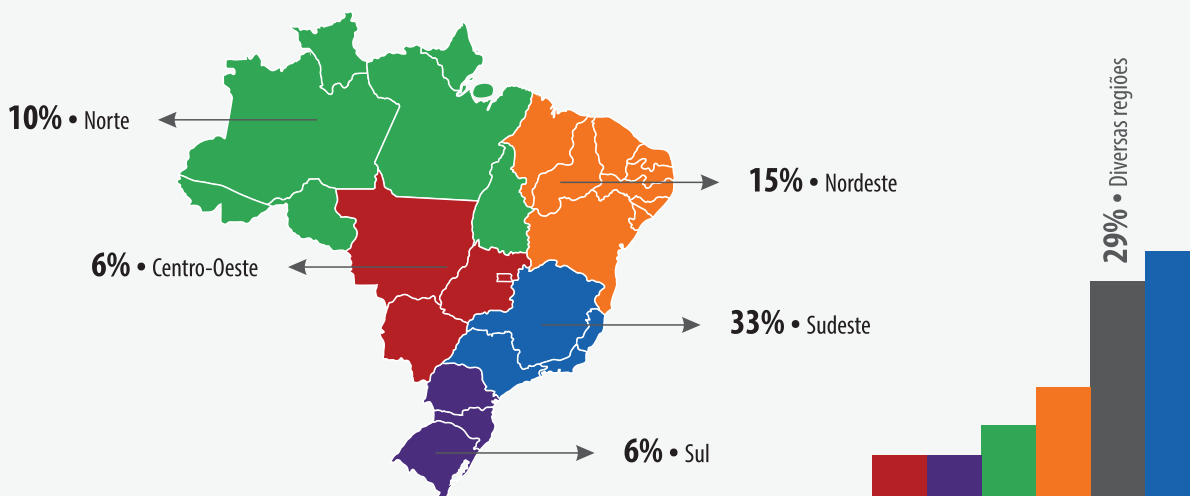 10% • Norte
15% • Nordeste
6% • Centro-Oeste
33% • Sudeste
6% • Sul
29% • Diversas regiões